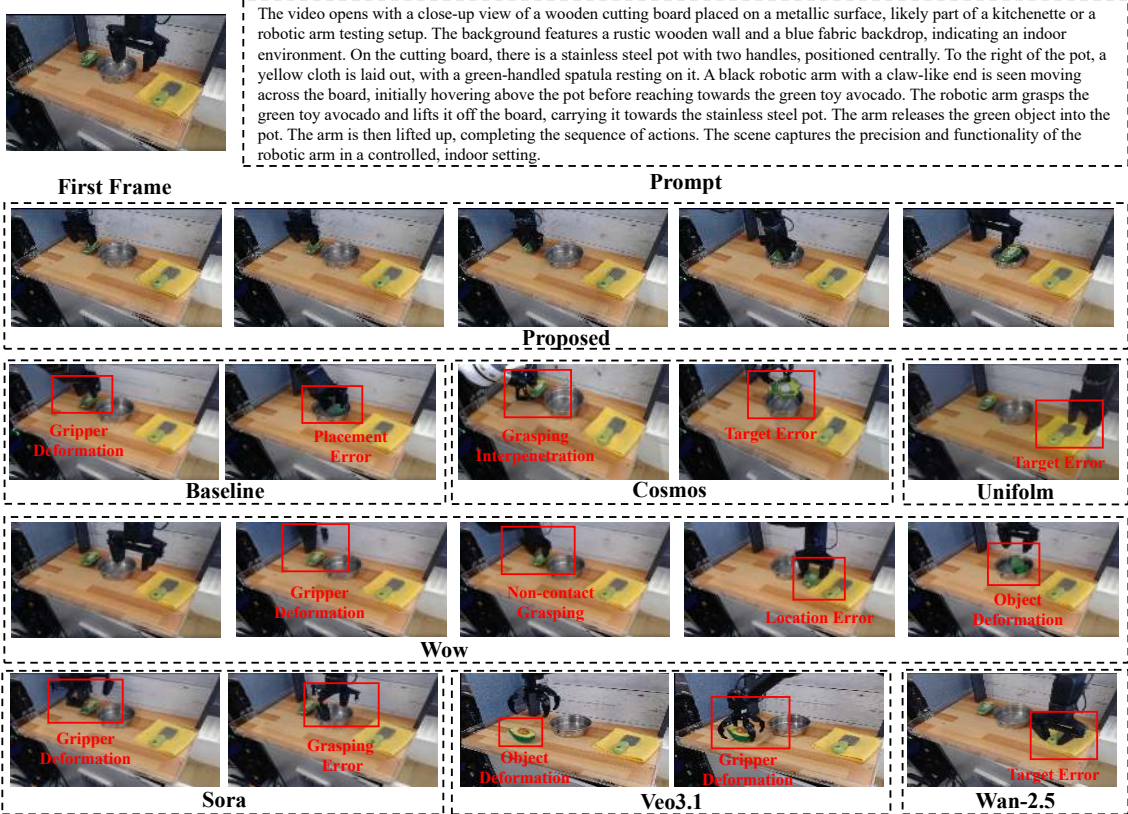 The video opens with a close-up view of a wooden cutting board placed on a metallic surface, likely part of a kitchenette or a
robotic arm testing setup. The background features a rustic wooden wall and a blue fabric backdrop, indicating an indoor
environment. On the cutting board, there is a stainless steel pot with two handles, positioned centrally. To the right of the pot, a
yellow cloth is laid out, with a green-handled spatula resting on it. A black robotic arm with a claw-like end is seen moving
across the board, initially hovering above the pot before reaching towards the green toy avocado. The robotic arm grasps the
green toy avocado and lifts it off the board, carrying it towards the stainless steel pot. The arm releases the green object into the
pot. The arm is then lifted up, completing the sequence of actions. The scene captures the precision and functionality of the
robotic arm in a controlled, indoor setting.
First Frame
Prompt
Proposed
Gripper
Deformation
Placement
Error
Grasping
Interpenetration
Target Error
Target Error
Baseline
Cosmos
Unifolm
Gripper
Deformation
Non-contact
Grasping
Location Error
Object
Deformation
Wow
Gripper
Deformation
Grasping
Error
Object
Deformation
Gripper
Deformation
Target Error
Sora
Veo3.1
Wan-2.5